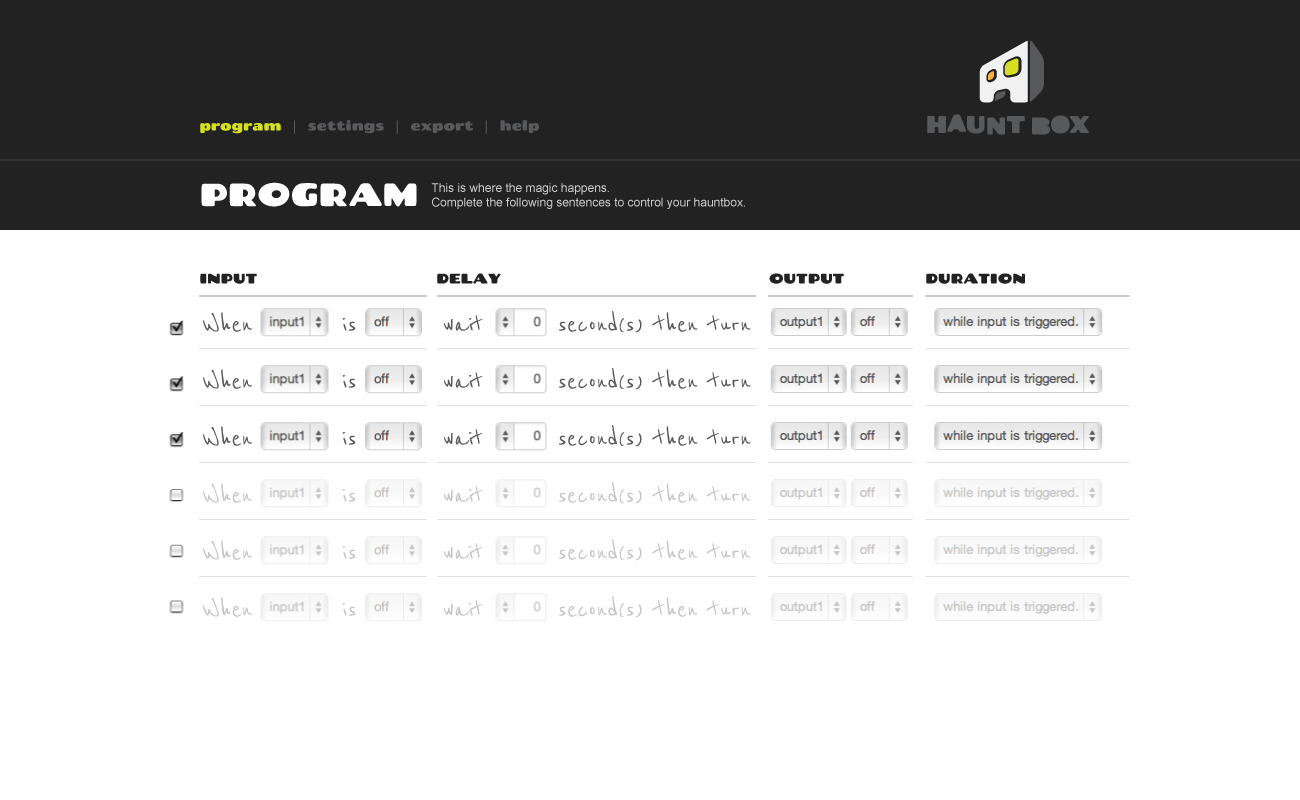 program | settings | export | help
HAUNT BOX
PROGRAM
This is where the magic happens.
Complete the following sentences to control your hauntbox.
INPUT DELAY OUTPUT DURATION
When input1 is off wait 0 second(s) then turn output1 off while input is triggered.
When input1 is off wait 0 second(s) then turn output1 off while input is triggered.
When input1 is off wait 0 second(s) then turn output1 off while input is triggered.
When input1 is off wait 0 second(s) then turn output1 off while input is triggered.
When input1 is off wait 0 second(s) then turn output1 off while input is triggered.
When input1 is off wait 0 second(s) then turn output1 off while input is triggered.